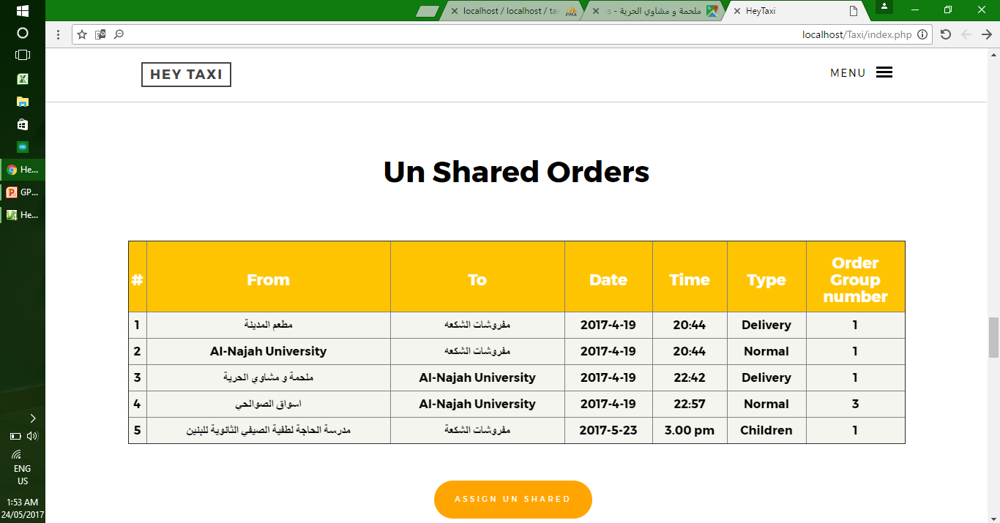 localhost / localhost / tax
PMA
ملحمة و مشاوي الحرية - os
HeyTaxi
localhost/Taxi/index.php
HEY TAXI
MENU
Un Shared Orders
# From To Date Time Type Order Group number
1 مطعم المدينة مفروشات الشكعه 2017-4-19 20:44 Delivery 1
2 Al-Najah University مفروشات الشكعه 2017-4-19 20:44 Normal 1
3 ملحمة و مشاوي الحرية Al-Najah University 2017-4-19 22:42 Delivery 1
4 اسواق الصوالحي Al-Najah University 2017-4-19 22:57 Normal 3
5 مدرسة الحاجة لطفية الصيفي الثانوية للبنين مفروشات الشكعة 2017-5-23 3.00 pm Children 1
ASSIGN UN SHARED
He...
GP...
He...
ENG
US
1:53 AM
24/05/2017